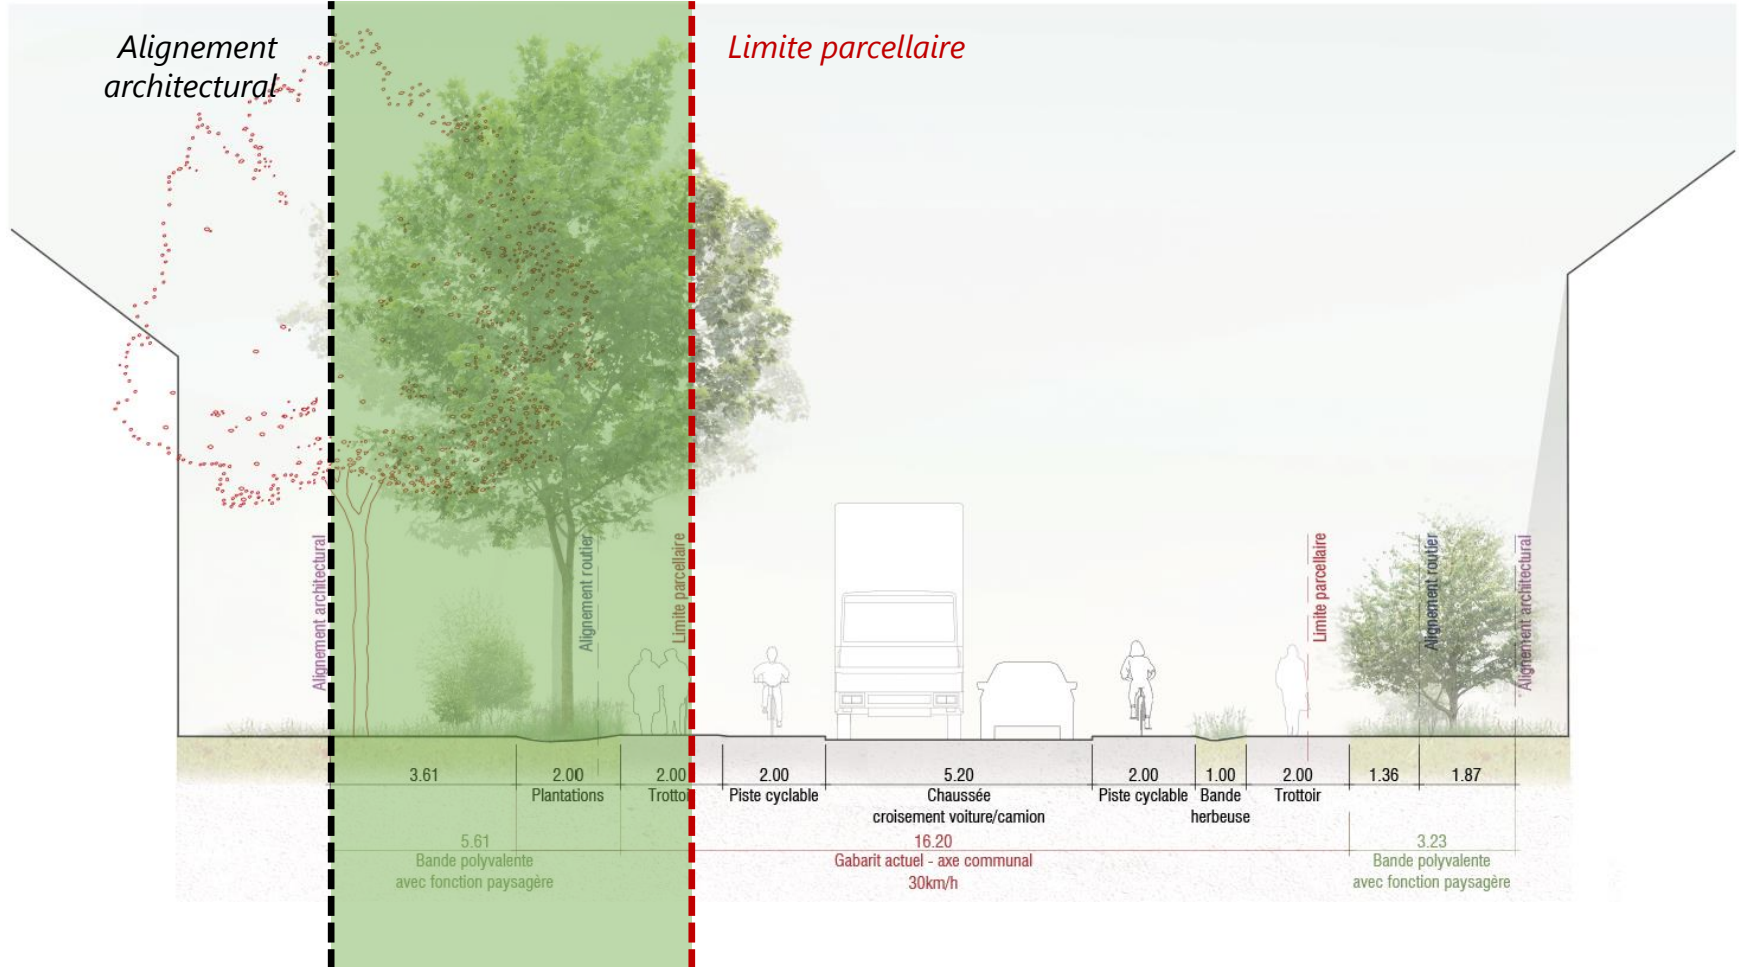 Alignement
architectural
Limite parcellaire
Alignement architectural
Alignement routier
Limite parcellaire
Limite parcellaire
Alignement routier
Alignement architectural
3.61
2.00
2.00
2.00
5.20
2.00
1.00
2.00
1.36
1.87
Plantations
Trottoir
Piste cyclable
Chaussée
croisement voiture/camion
Piste cyclable
Bande
herbeuse
Trottoir
5.61
Bande polyvalente
avec fonction paysagère
16.20
Gabarit actuel - axe communal
30km/h
3.23
Bande polyvalente
avec fonction paysagère